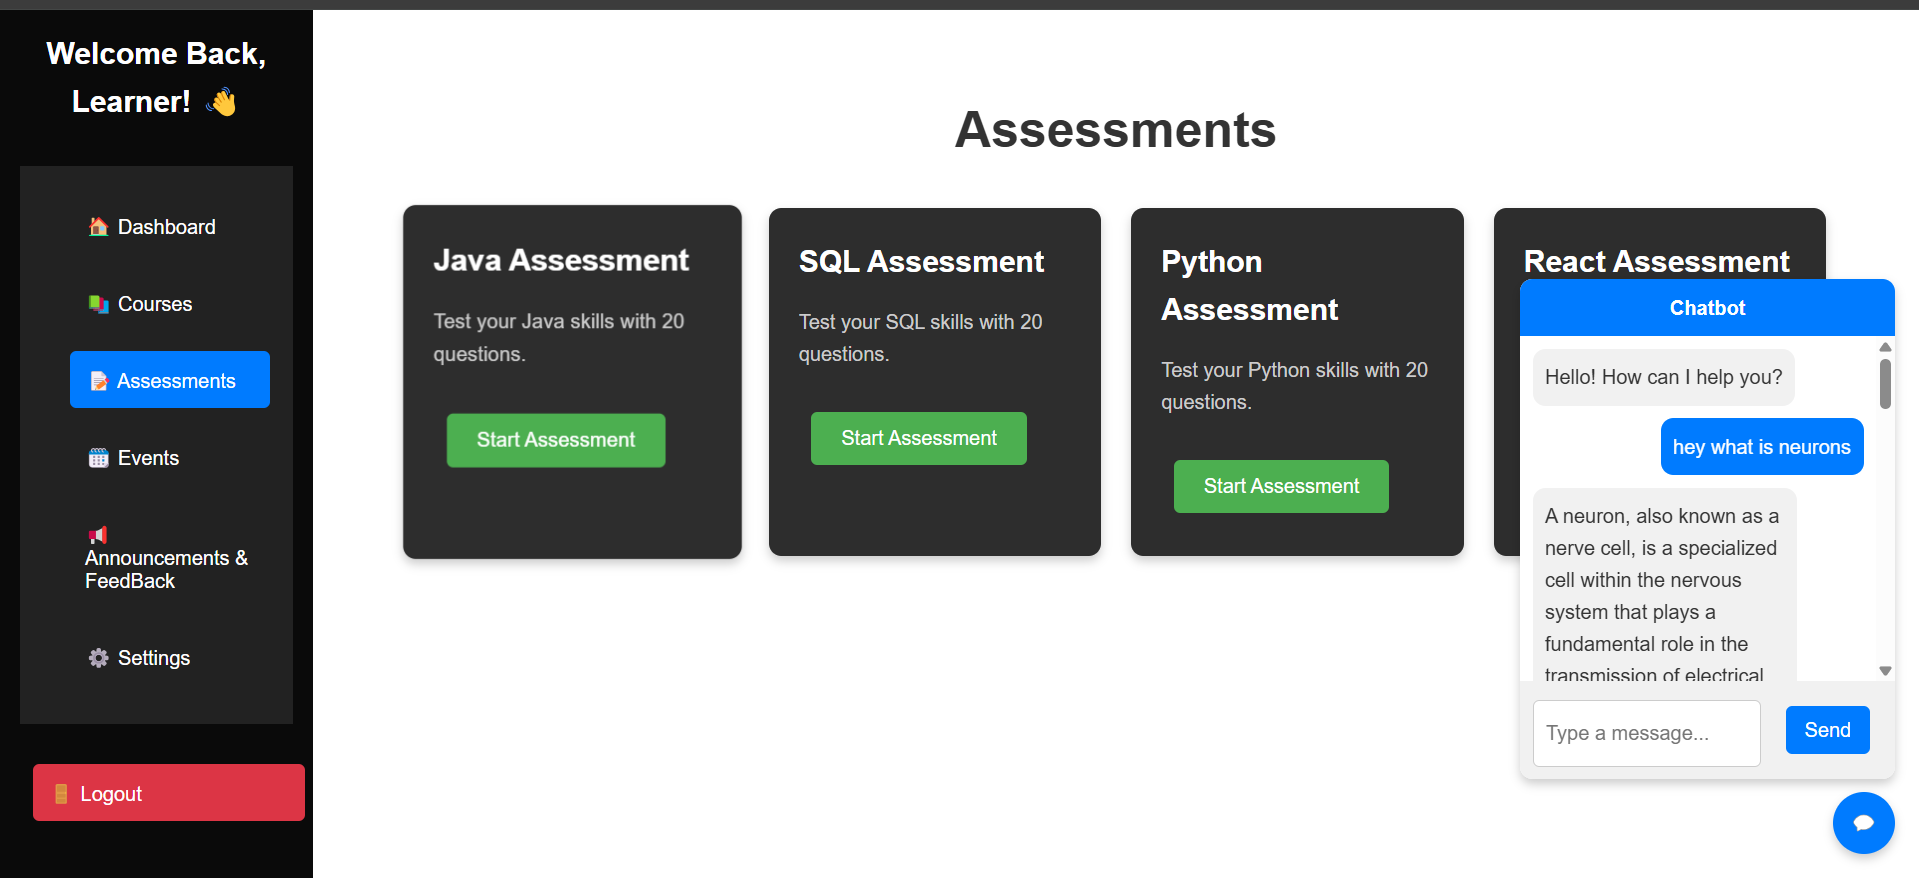 Welcome Back,
Learner! 👋
🏠 Dashboard
📚 Courses
📝 Assessments
📅 Events
📢
Announcements &
FeedBack
⚙️ Settings
🚪 Logout
Assessments
Java Assessment
Test your Java skills with 20
questions.
Start Assessment
SQL Assessment
Test your SQL skills with 20
questions.
Start Assessment
Python
Assessment
Test your Python skills with 20
questions.
Start Assessment
React Assessment
Chatbot
Hello! How can I help you?
hey what is neurons
A neuron, also known as a
nerve cell, is a specialized
cell within the nervous
system that plays a
fundamental role in the
transmission of electrical
Type a message...
Send